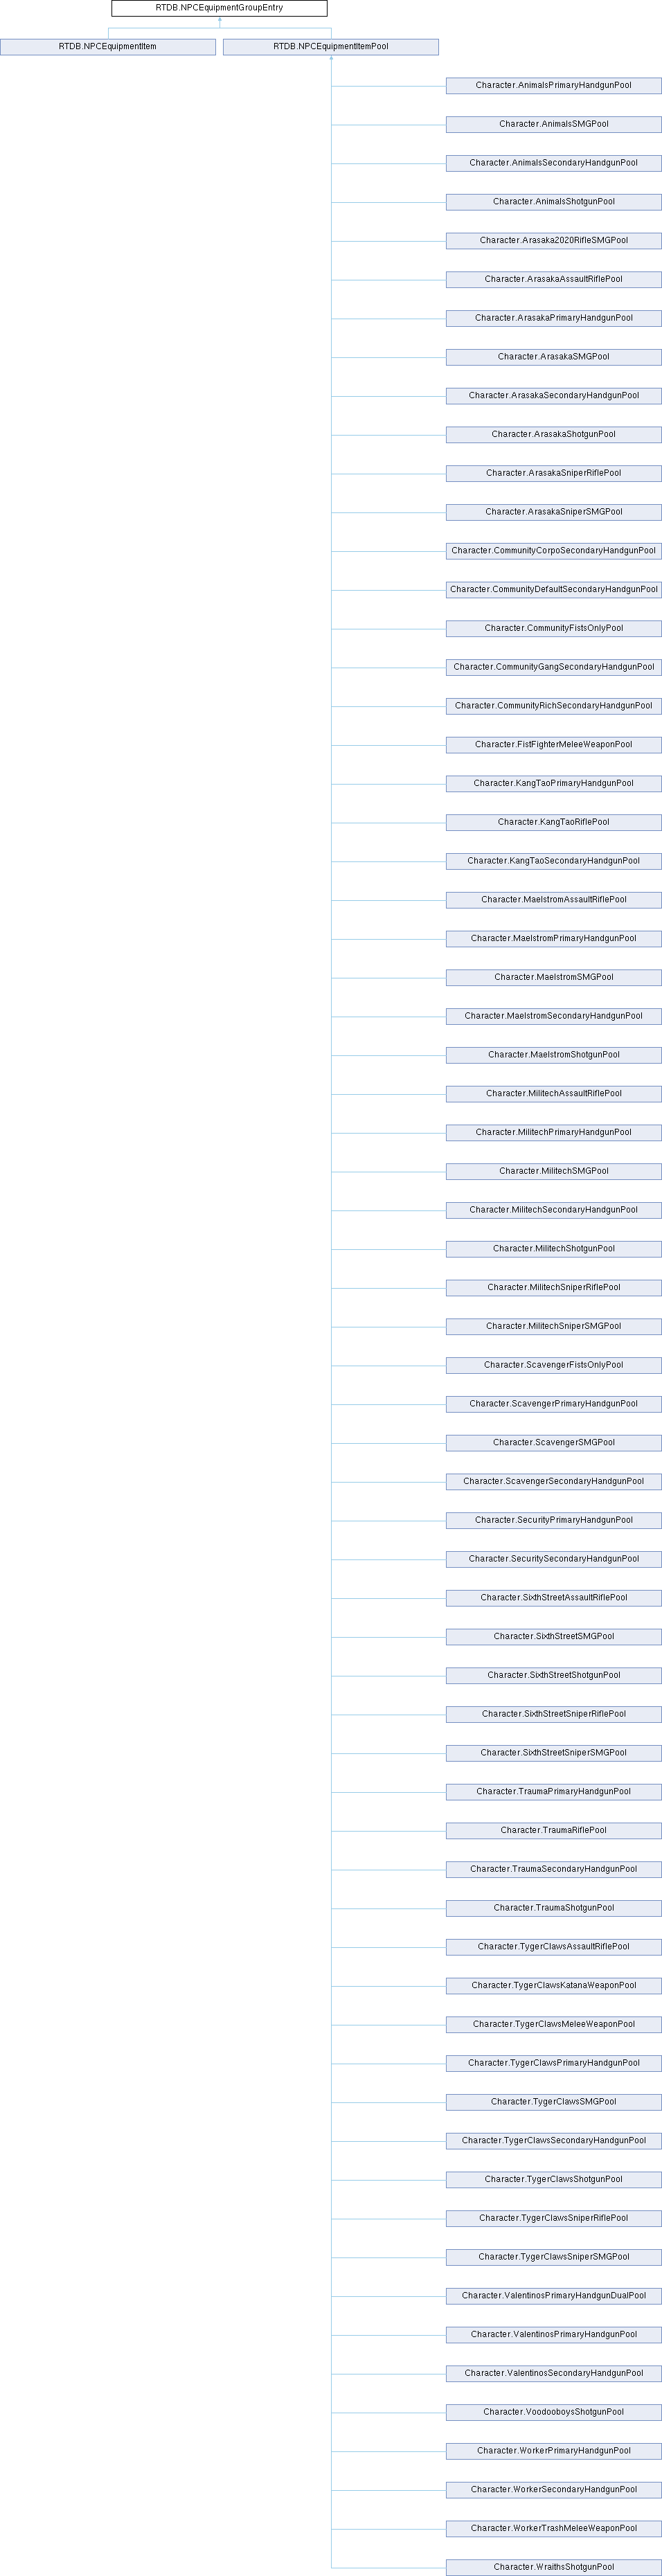 RTDB.NPCEquipmentGroupEntry
RTDB.NPCEquipmentItem
RTDB.NPCEquipmentItemPool
Character.AnimalsPrimaryHandgunPool
Character.AnimalsSMGPool
Character.AnimalsSecondaryHandgunPool
Character.AnimalsShotgunPool
Character.Arasaka2020RifleSMGPool
Character.ArasakaAssaultRiflePool
Character.ArasakaPrimaryHandgunPool
Character.ArasakaSMGPool
Character.ArasakaSecondaryHandgunPool
Character.ArasakaShotgunPool
Character.ArasakaSniperRiflePool
Character.ArasakaSniperSMGPool
Character.CommunityCorpoSecondaryHandgunPool
Character.CommunityDefaultSecondaryHandgunPool
Character.CommunityFistsOnlyPool
Character.CommunityGangSecondaryHandgunPool
Character.CommunityRichSecondaryHandgunPool
Character.FistFighterMeleeWeaponPool
Character.KangTaoPrimaryHandgunPool
Character.KangTaoRiflePool
Character.KangTaoSecondaryHandgunPool
Character.MaelstromAssaultRiflePool
Character.MaelstromPrimaryHandgunPool
Character.MaelstromSMGPool
Character.MaelstromSecondaryHandgunPool
Character.MaelstromShotgunPool
Character.MilitechAssaultRiflePool
Character.MilitechPrimaryHandgunPool
Character.MilitechSMGPool
Character.MilitechSecondaryHandgunPool
Character.MilitechShotgunPool
Character.MilitechSniperRiflePool
Character.MilitechSniperSMGPool
Character.ScavengerFistsOnlyPool
Character.ScavengerPrimaryHandgunPool
Character.ScavengerSMGPool
Character.ScavengerSecondaryHandgunPool
Character.SecurityPrimaryHandgunPool
Character.SecuritySecondaryHandgunPool
Character.SixthStreetAssaultRiflePool
Character.SixthStreetSMGPool
Character.SixthStreetShotgunPool
Character.SixthStreetSniperRiflePool
Character.SixthStreetSniperSMGPool
Character.TraumaPrimaryHandgunPool
Character.TraumaRiflePool
Character.TraumaSecondaryHandgunPool
Character.TraumaShotgunPool
Character.TygerClawsAssaultRiflePool
Character.TygerClawsKatanaWeaponPool
Character.TygerClawsMeleeWeaponPool
Character.TygerClawsPrimaryHandgunPool
Character.TygerClawsSMGPool
Character.TygerClawsSecondaryHandgunPool
Character.TygerClawsShotgunPool
Character.TygerClawsSniperRiflePool
Character.TygerClawsSniperSMGPool
Character.ValentinosPrimaryHandgunDualPool
Character.ValentinosPrimaryHandgunPool
Character.ValentinosSecondaryHandgunPool
Character.VoodooboysShotgunPool
Character.WorkerPrimaryHandgunPool
Character.WorkerSecondaryHandgunPool
Character.WorkerTrashMeleeWeaponPool
Character.WraithsShotgunPool